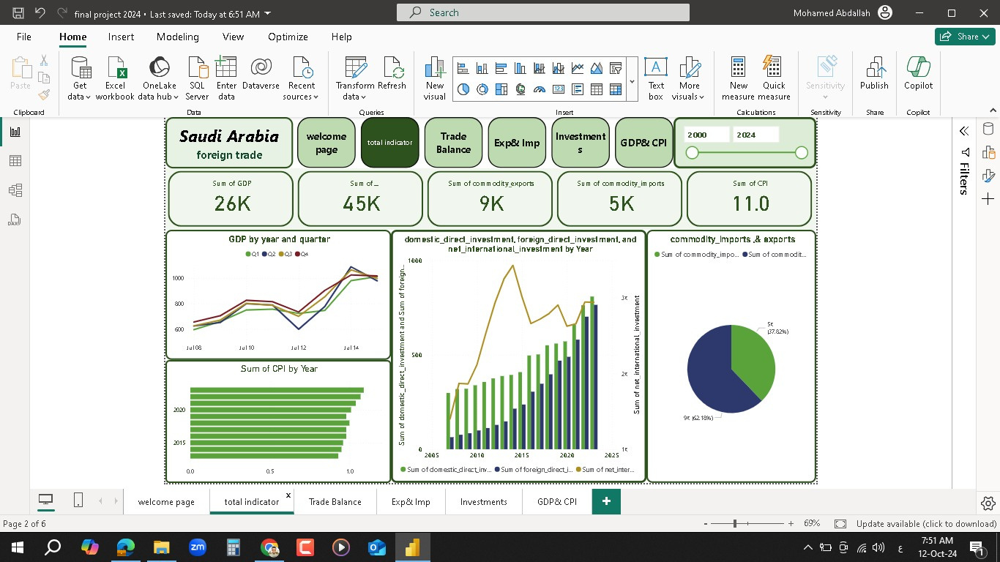 final project 2024 • Last saved: Today at 6:51 AM
Search
Mohamed Abdallah
File
Home
Insert
Modeling
View
Optimize
Help
Share
Paste
Get data
Excel workbook
OneLake data hub
SQL Server
Enter data
Dataverse
Recent sources
Transform data
Refresh
New visual
Text box
More visuals
New measure
Quick measure
Sensitivity
Publish
Copilot
Clipboard
Data
Queries
Insert
Calculations
Sensitivity
Share
Copilot
Saudi Arabia
foreign trade
welcome page
total indicator
Trade Balance
Exp& Imp
Investment
s
GDP& CPI
2000
2024
Filters
Sum of GDP
26K
Sum of...
45K
Sum of commodity_exports
9K
Sum of commodity_imports
5K
Sum of CPI
11.0
GDP by year and quarter
Q1 Q2 Q3 Q4
1000
800
600
Jul 08 Jul 10 Jul 12 Jul 14
Sum of CPI by Year
2020
2015
0.0 0.5 1.0
domestic_direct_investment, foreign_direct_investment, and
net_international_investment by Year
Sum of domestic_direct_investment and Sum of foreign...
1000
500
0
3K
2K
1K
Sum of net_international_investment
2005 2010 2015 2020 2025
Sum of domestic_direct_inv... Sum of foreign_direct_i... Sum of net_inter...
commodity_imports ,& exports
Sum of commodity_impo... Sum of commodit...
5K
(37.82%)
9K (62.18%)
welcome page
total indicator
x
Trade Balance
Exp& Imp
Investments
GDP& CPI
+
Page 2 of 6
- + 69%
Update available (click to download)
zm
ع
7:51 AM
12-Oct-24
1